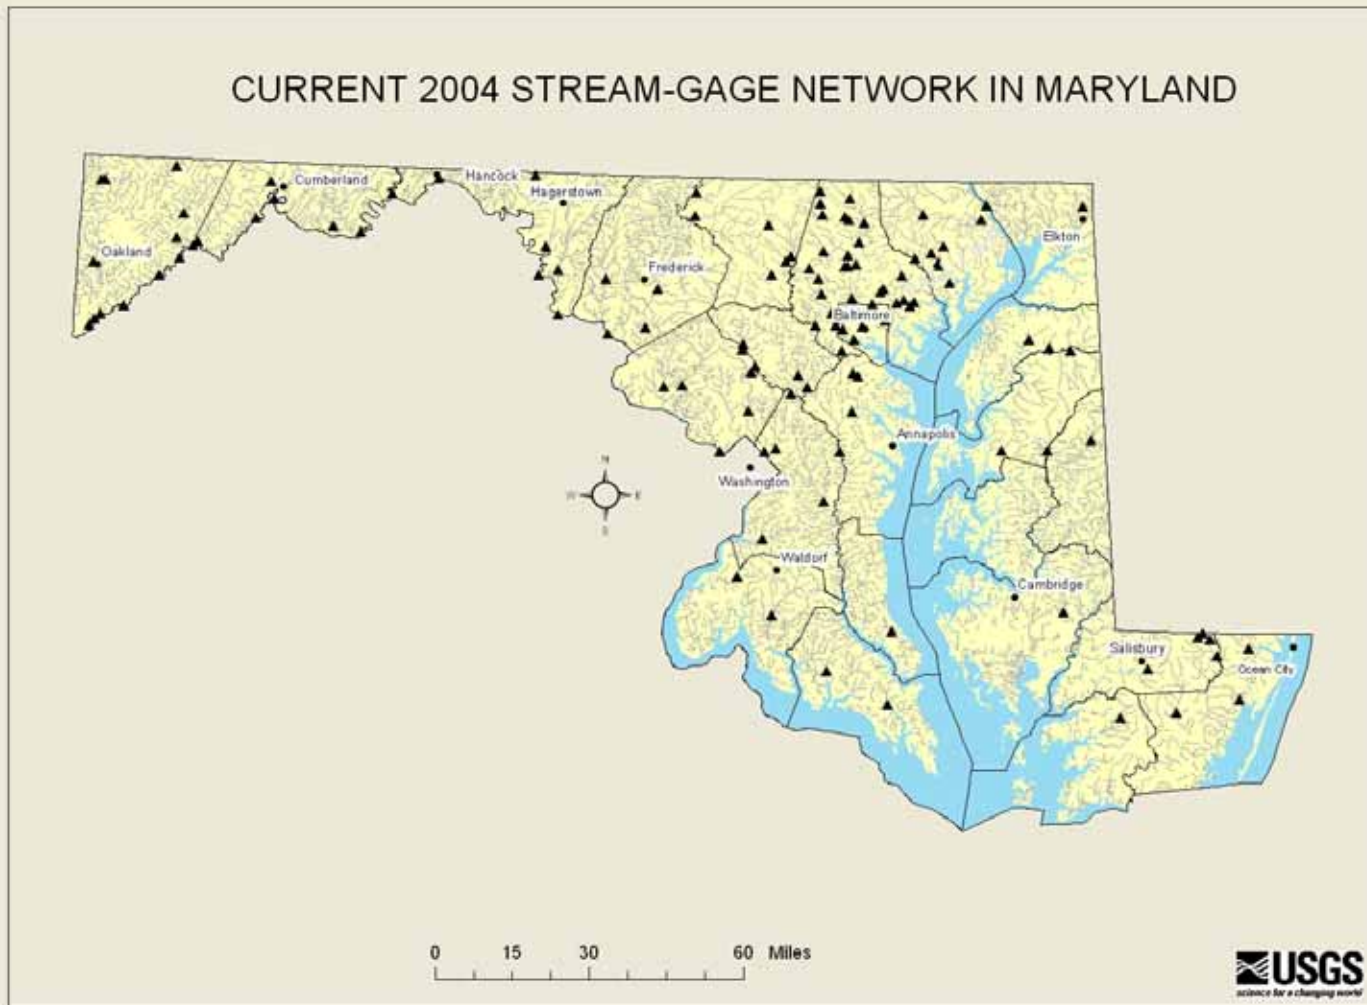 CURRENT 2004 STREAM-GAGE NETWORK IN MARYLAND
Hancock
Cumberland
Hagerstown
Oakland
Elkton
Frederick
Baltimore
Annapolis
Washington
N
W E
S
Waldorf
Cambridge
Salisbury
Ocean City
0 15 30 60 Miles
USGS
science for a changing world